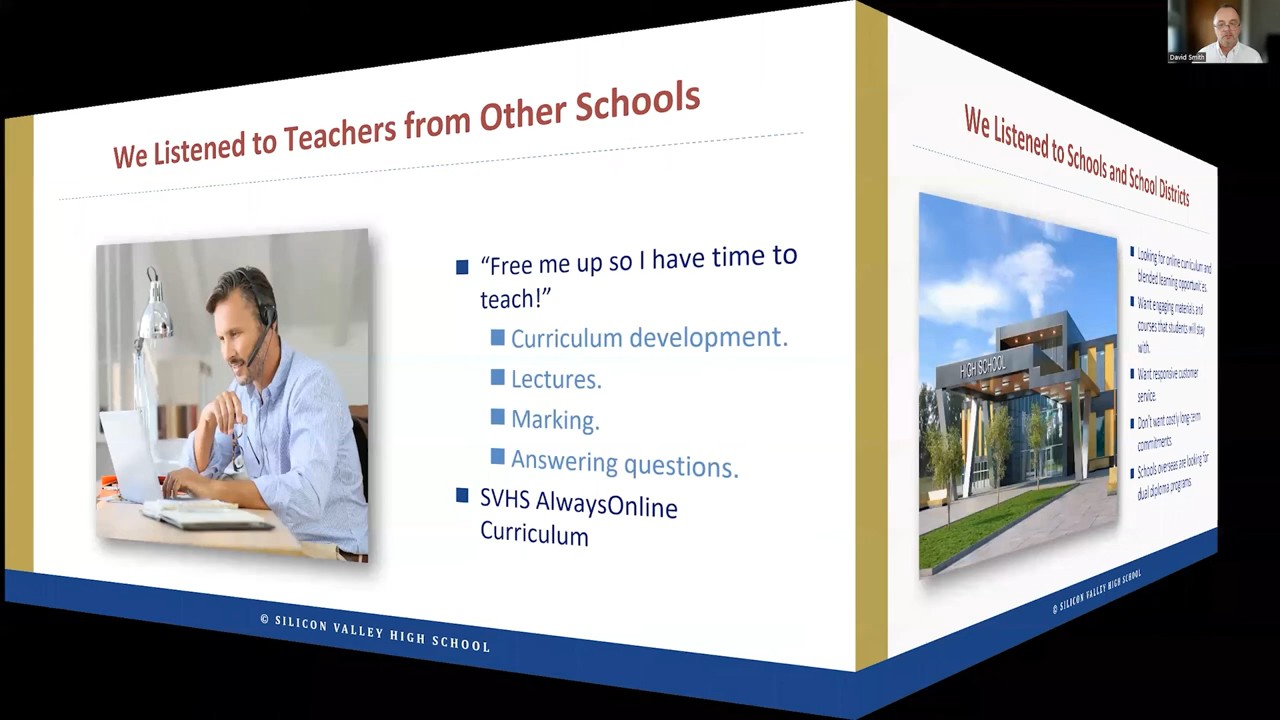 We Listened to Teachers from Other Schools
“Free me up so I have time to
teach!”
Curriculum development.
Lectures.
Marking.
Answering questions.
SVHS AlwaysOnline
Curriculum
© SILICON VALLEY HIGH SCHOOL
We Listened to Schools and School Districts
HIGH SCHOOL
Looking for online curriculum and
blended learning opportunities.
Want engaging materials and
courses that students will stay
with.
Want responsive customer
service.
Don't want costly long-term
commitments.
Schools overseas are looking for
dual diploma programs.
© SILICON VALLEY HIGH SCHOOL
David Smith